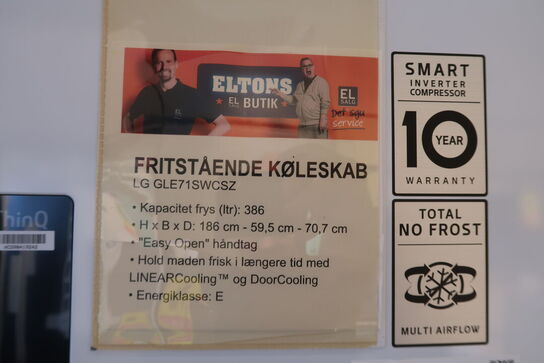 ELTONS
EL BUTIK
EL
SALG
Det sgu
service
FRITSTÅENDE KØLESKAB
LG GLE71SWCSZ
• Kapacitet frys (ltr): 386
• H x B x D: 186 cm - 59,5 cm - 70,7 cm
• "Easy Open" håndtag
• Hold maden frisk i længere tid med
LINEARCooling™ og DoorCooling
• Energiklasse: E
SMART
INVERTER
COMPRESSOR
10 YEAR
WARRANTY
TOTAL
NO FROST
MULTI AIRFLOW
ThinQ